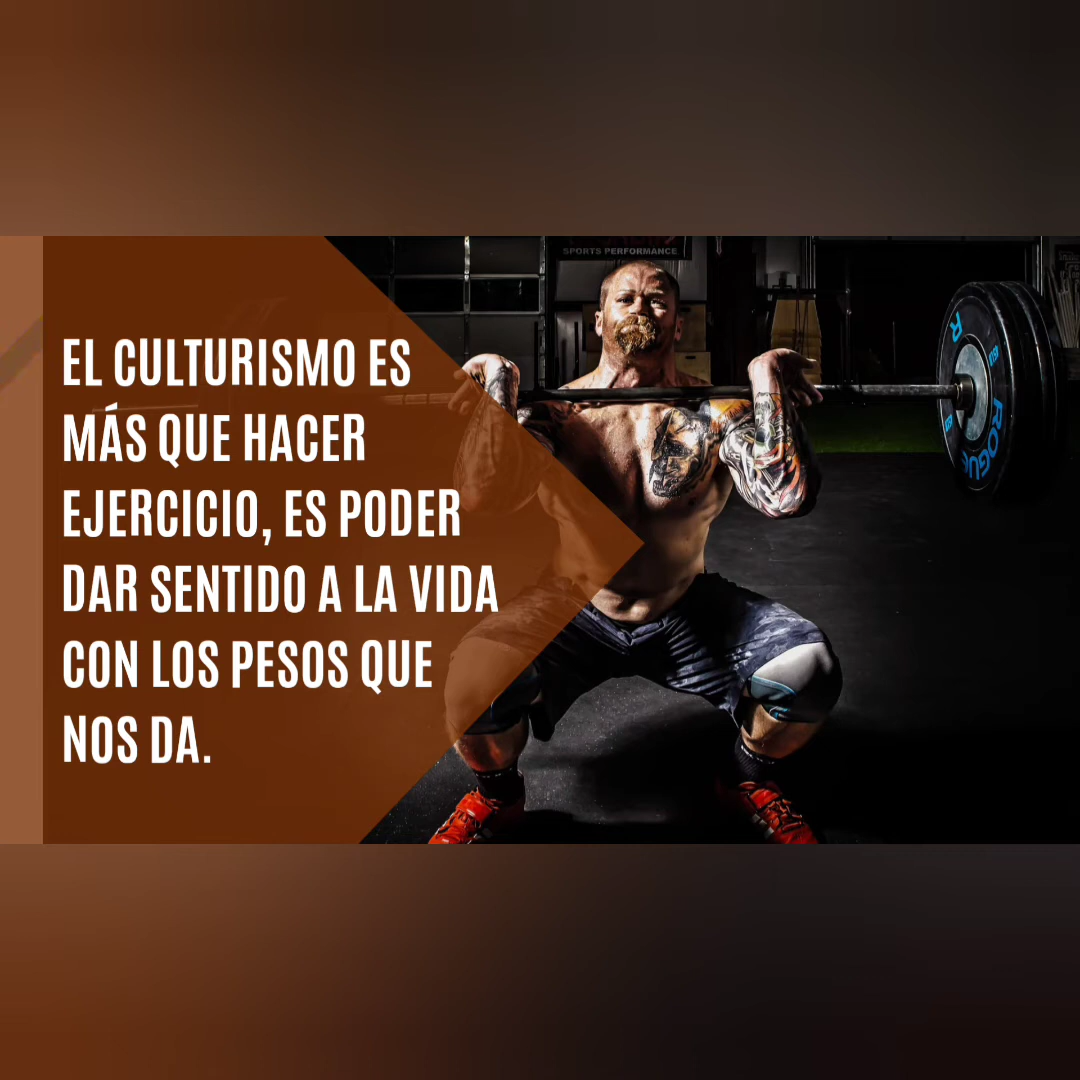 SPORTS PERFORMANCE
EL CULTURISMO ES
MÁS QUE HACER
EJERCICIO, ES PODER
DAR SENTIDO A LA VIDA
CON LOS PESOS QUE
NOS DA.
R
ROGUE